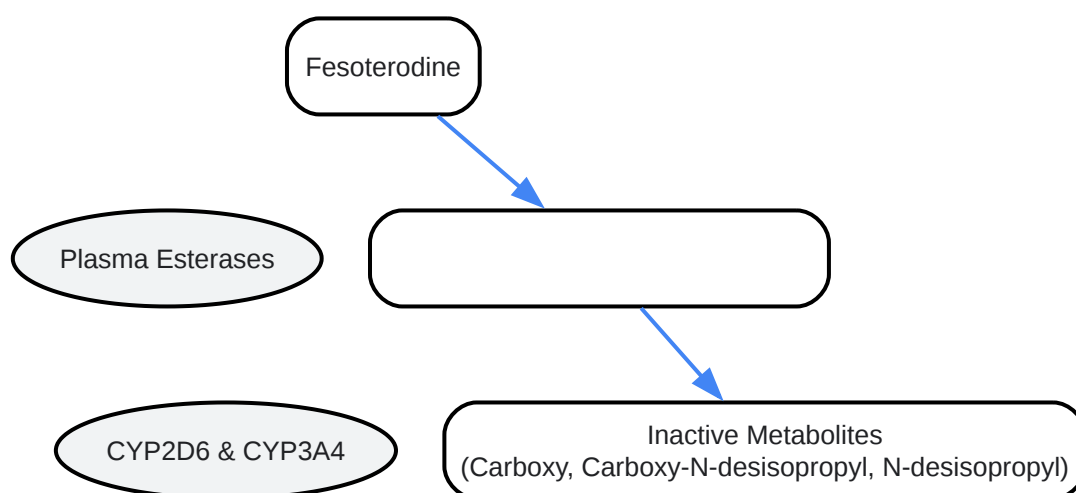 Fesoterodine
Plasma Esterases
CYP2D6 & CYP3A4
Inactive Metabolites
(Carboxy, Carboxy-N-desisopropyl, N-desisopropyl)